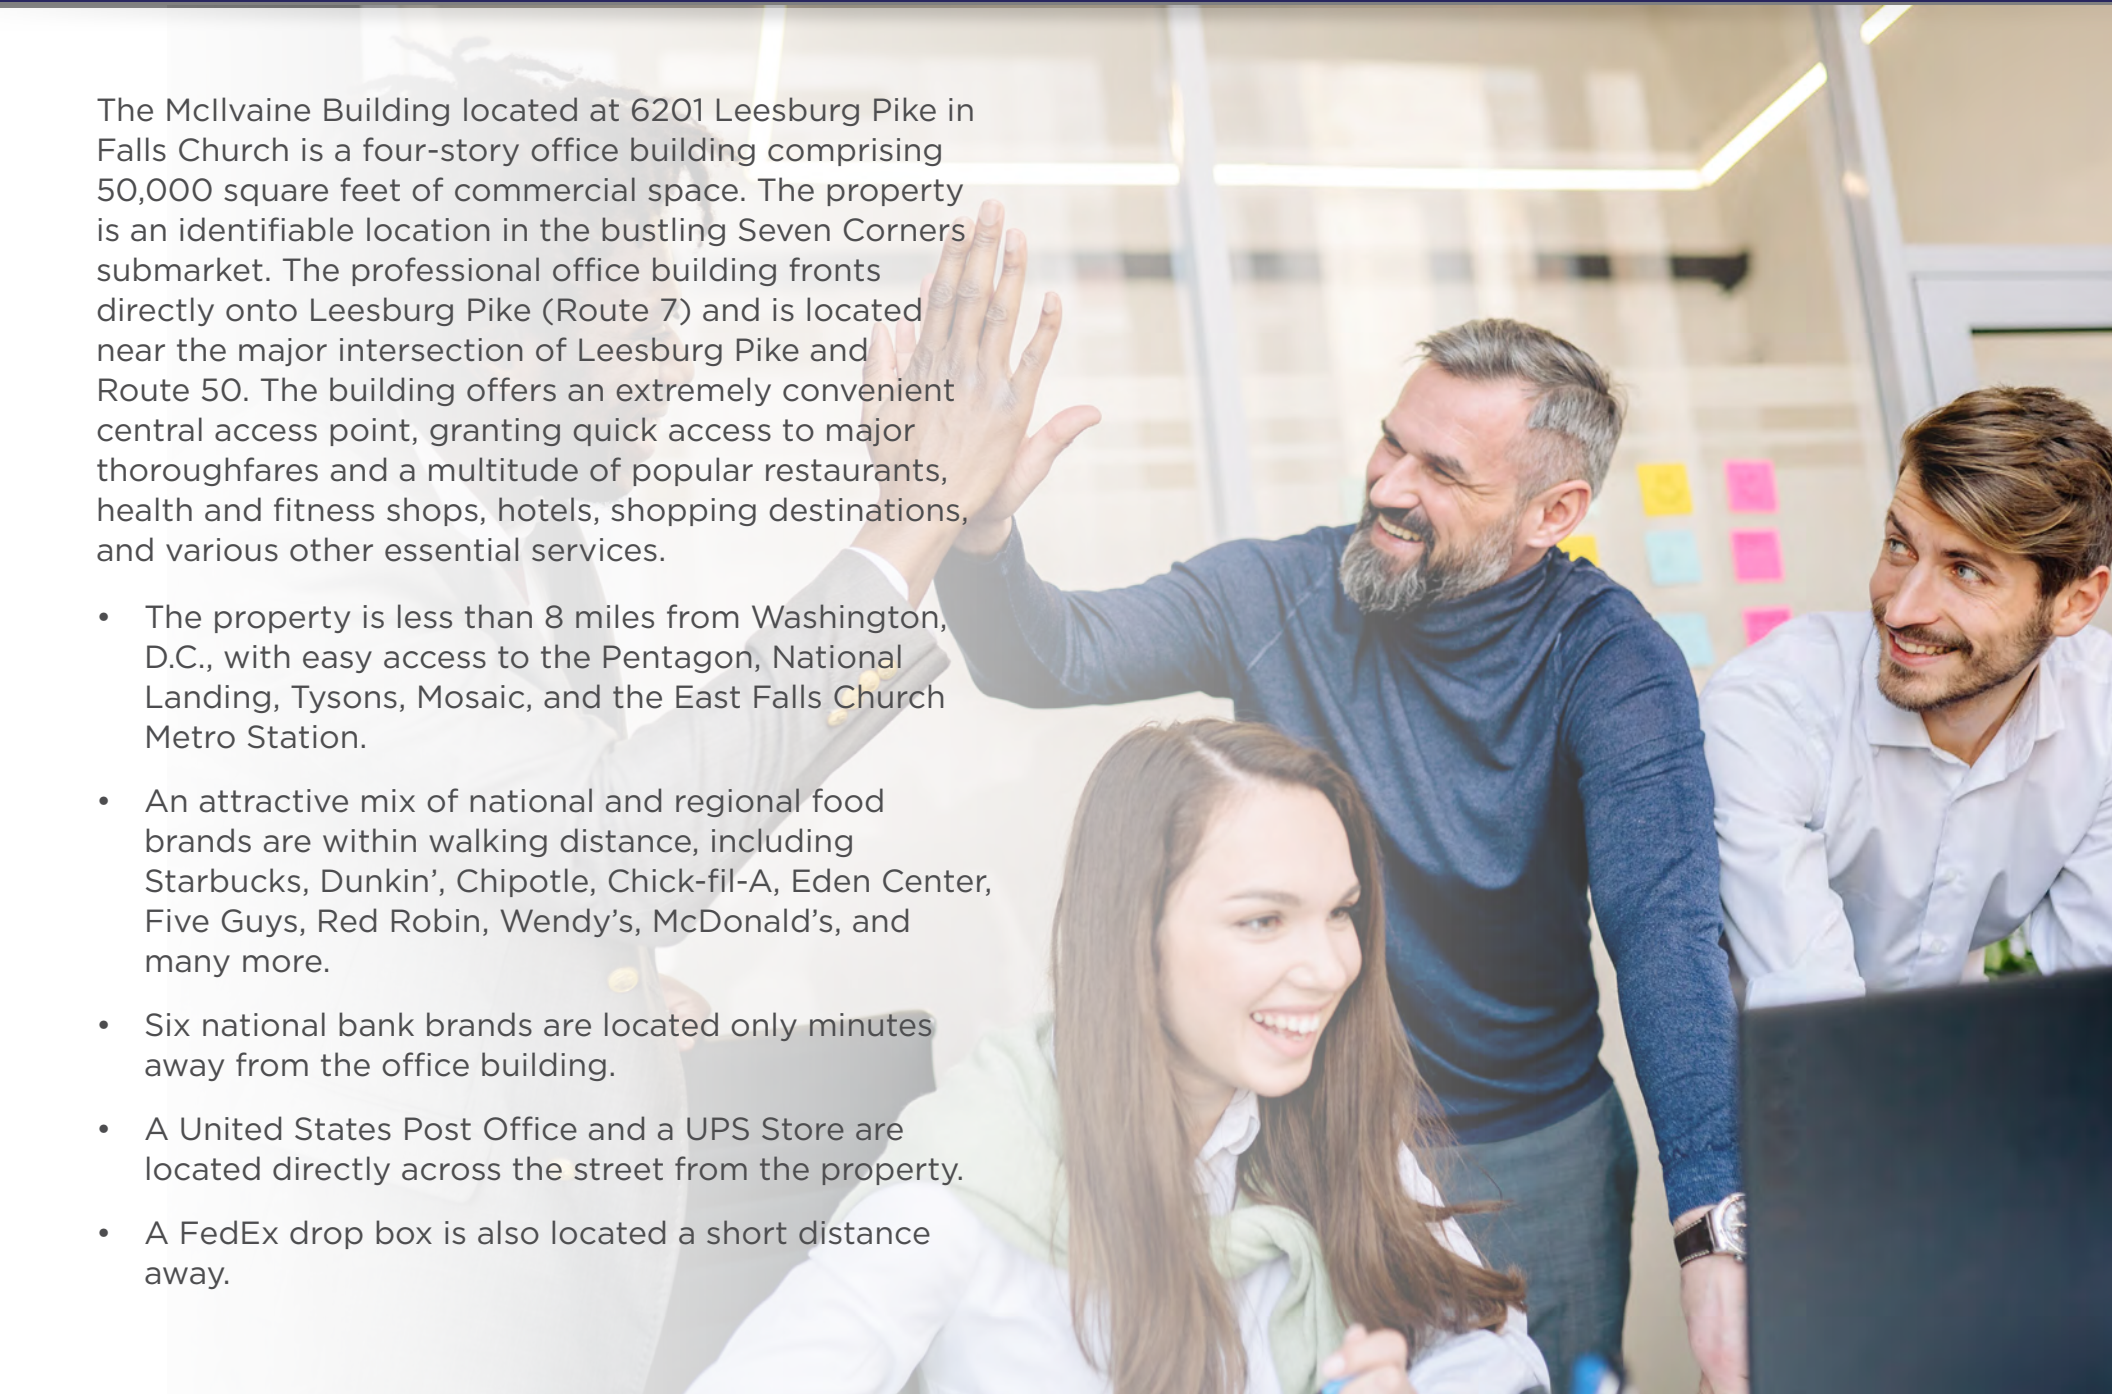 The McIlvaine Building located at 6201 Leesburg Pike in
Falls Church is a four-story office building comprising
50,000 square feet of commercial space. The property
is an identifiable location in the bustling Seven Corners
submarket. The professional office building fronts
directly onto Leesburg Pike (Route 7) and is located
near the major intersection of Leesburg Pike and
Route 50. The building offers an extremely convenient
central access point, granting quick access to major
thoroughfares and a multitude of popular restaurants,
health and fitness shops, hotels, shopping destinations,
and various other essential services.
• The property is less than 8 miles from Washington,
D.C., with easy access to the Pentagon, National
Landing, Tysons, Mosaic, and the East Falls Church
Metro Station.
• An attractive mix of national and regional food
brands are within walking distance, including
Starbucks, Dunkin’, Chipotle, Chick-fil-A, Eden Center,
Five Guys, Red Robin, Wendy’s, McDonald’s, and
many more.
• Six national bank brands are located only minutes
away from the office building.
• A United States Post Office and a UPS Store are
located directly across the street from the property.
• A FedEx drop box is also located a short distance
away.